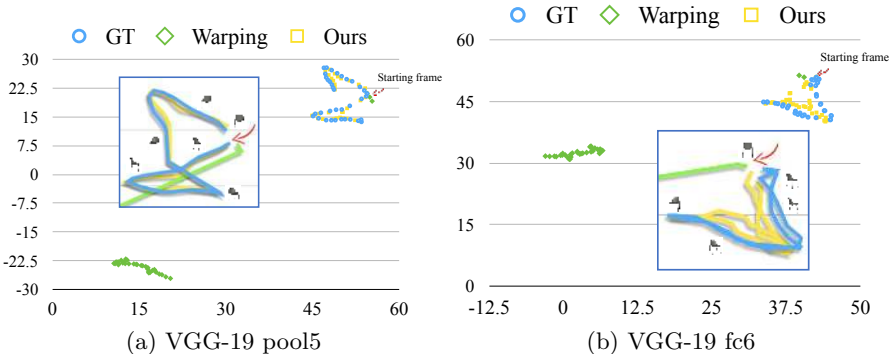 GT Warping Ours
30
22.5
15
7.5
0
-7.5
-15
-22.5
-30
0 15 30 45 60
Starting frame
(a) VGG-19 pool5
GT Warping Ours
60
45
30
15
0
-12.5 0 12.5 25 37.5 50
Starting frame
(b) VGG-19 fc6